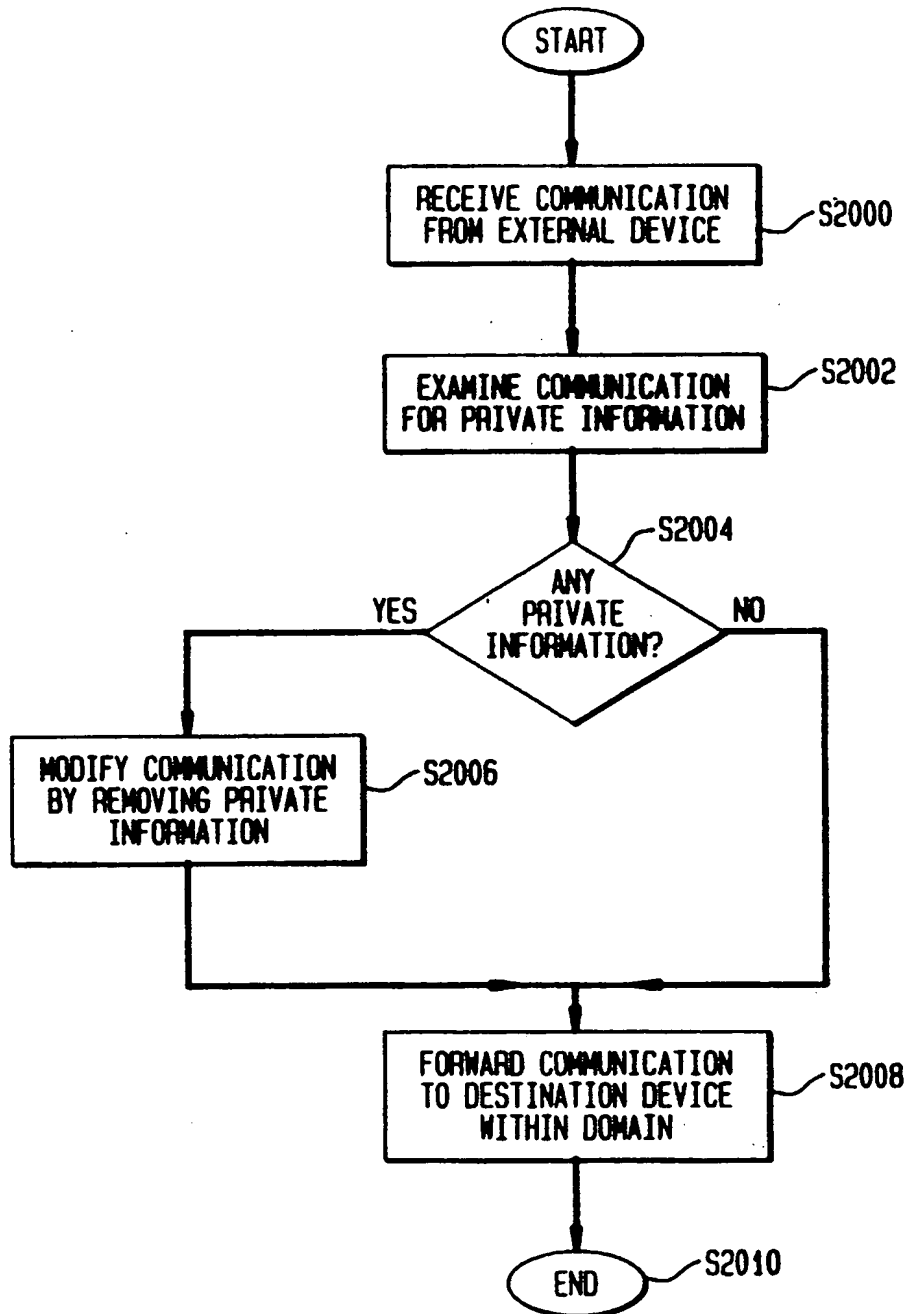 START
RECEIVE COMMUNICATION
FROM EXTERNAL DEVICE
S2000
EXAMINE COMMUNICATION
FOR PRIVATE INFORMATION
S2002
S2004
ANY
PRIVATE
INFORMATION?
YES
NO
MODIFY COMMUNICATION
BY REMOVING PRIVATE
INFORMATION
S2006
FORWARD COMMUNICATION
TO DESTINATION DEVICE
WITHIN DOMAIN
S2008
END
S2010